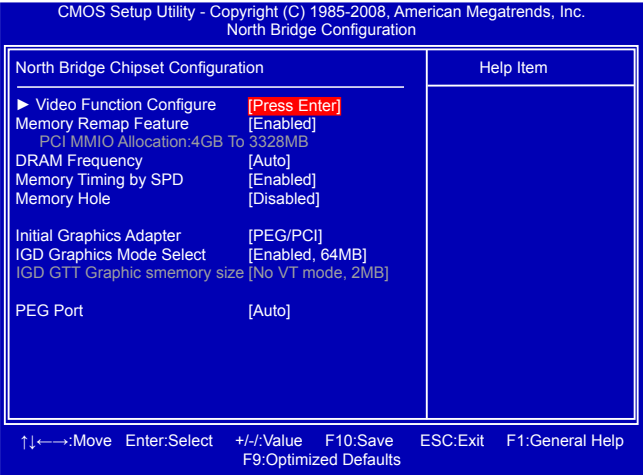 CMOS Setup Utility - Copyright (C) 1985-2008, American Megatrends, Inc.
North Bridge Configuration
North Bridge Chipset Configuration
Help Item
► Video Function Configure [Press Enter]
Memory Remap Feature [Enabled]
PCI MMIO Allocation:4GB To 3328MB
DRAM Frequency [Auto]
Memory Timing by SPD [Enabled]
Memory Hole [Disabled]
Initial Graphics Adapter [PEG/PCI]
IGD Graphics Mode Select [Enabled, 64MB]
IGD GTT Graphic smemory size [No VT mode, 2MB]
PEG Port [Auto]
↑↓←→:Move Enter:Select +/-/:Value F10:Save ESC:Exit F1:General Help
F9:Optimized Defaults